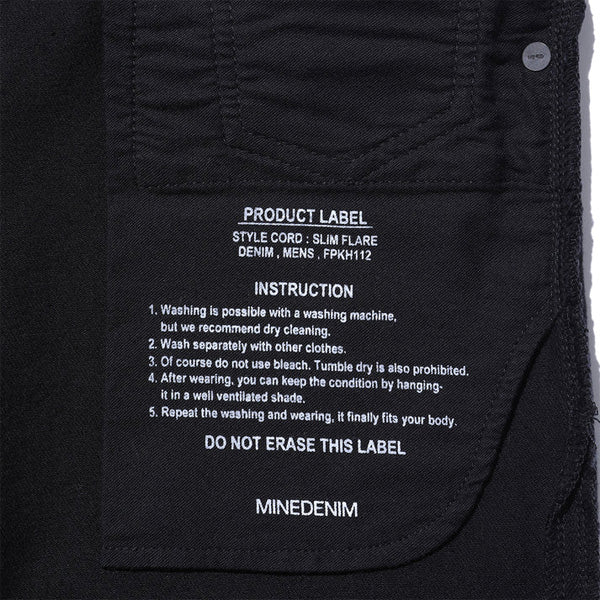 PRODUCT LABEL
STYLE CORD : SLIM FLARE
DENIM , MENS . FPKH112
INSTRUCTION
1. Washing is possible with a washing machine,
but we recommend dry cleaning.
2. Wash separately with other clothes.
3. Of course do not use bleach. Tumble dry is also prohibited.
4. After wearing, you can keep the condition by hanging-
it in a well ventilated shade.
5. Repeat the washing and wearing, it finally fits your body.
DO NOT ERASE THIS LABEL
MINEDENIM